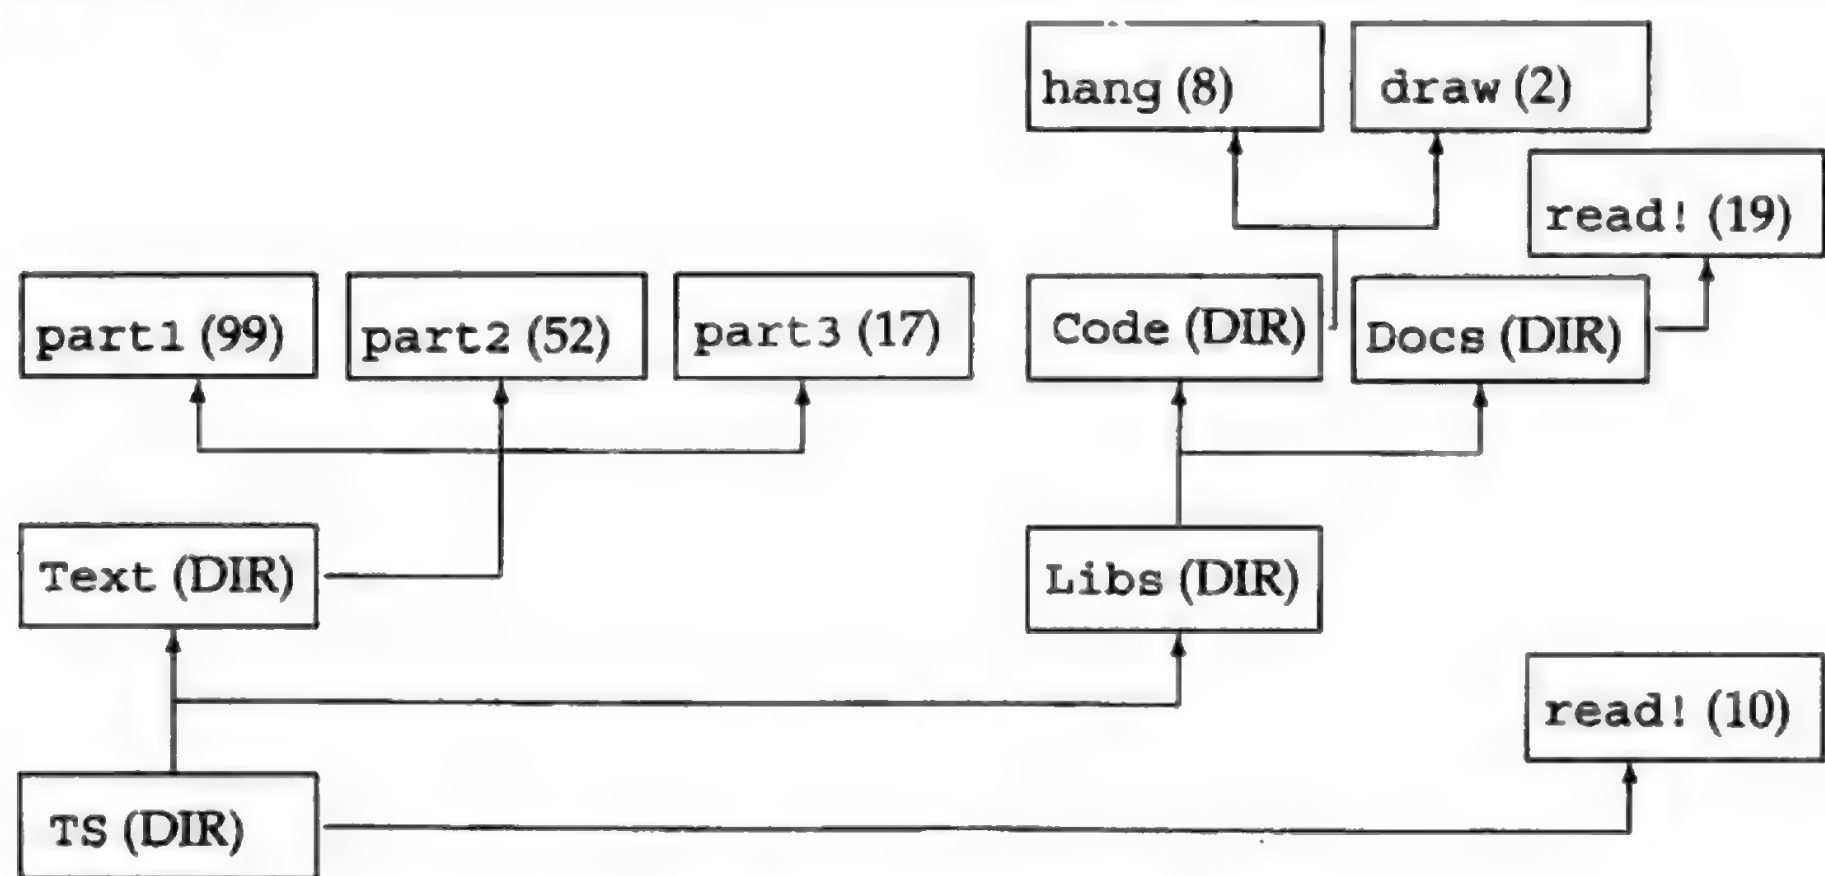 hang (8)
draw (2)
read! (19)
part1 (99)
part2 (52)
part3 (17)
Code (DIR)
Docs (DIR)
Text (DIR)
Libs (DIR)
read! (10)
TS (DIR)